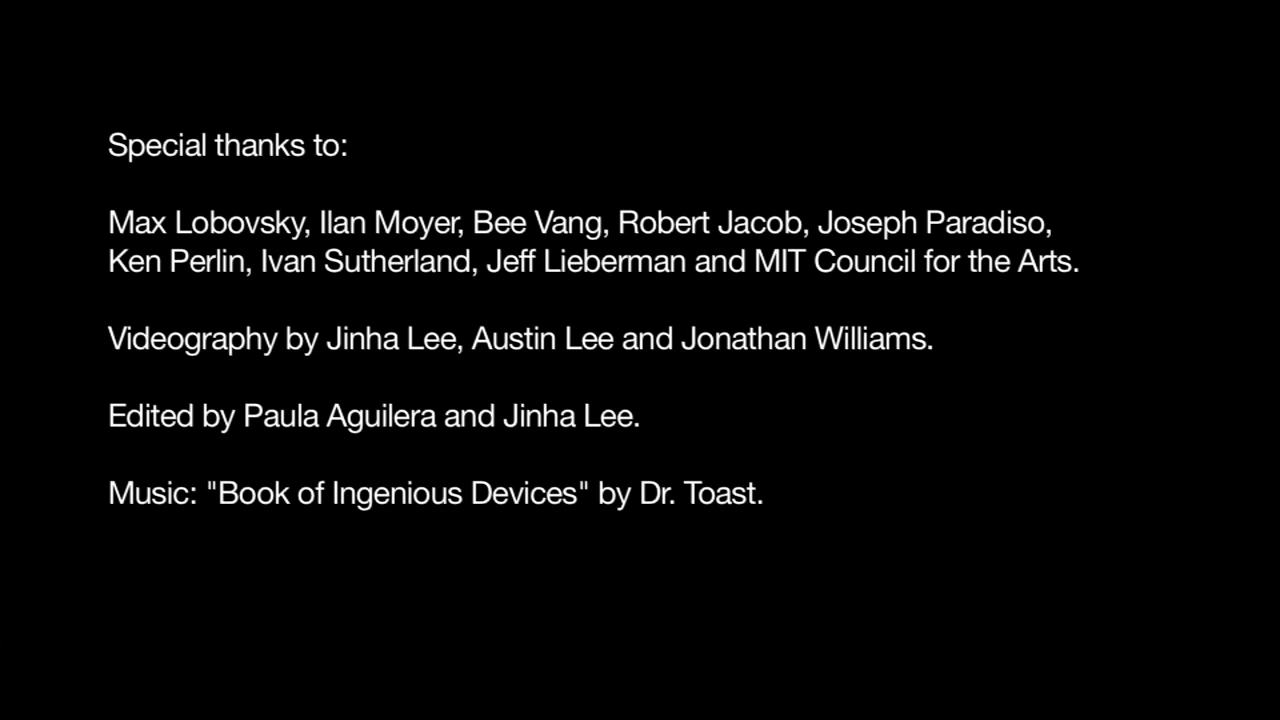 Special thanks to:
Max Lobovsky, Ilan Moyer, Bee Vang, Robert Jacob, Joseph Paradiso,
Ken Perlin, Ivan Sutherland, Jeff Lieberman and MIT Council for the Arts.
Videography by Jinha Lee, Austin Lee and Jonathan Williams.
Edited by Paula Aguilera and Jinha Lee.
Music: "Book of Ingenious Devices" by Dr. Toast.